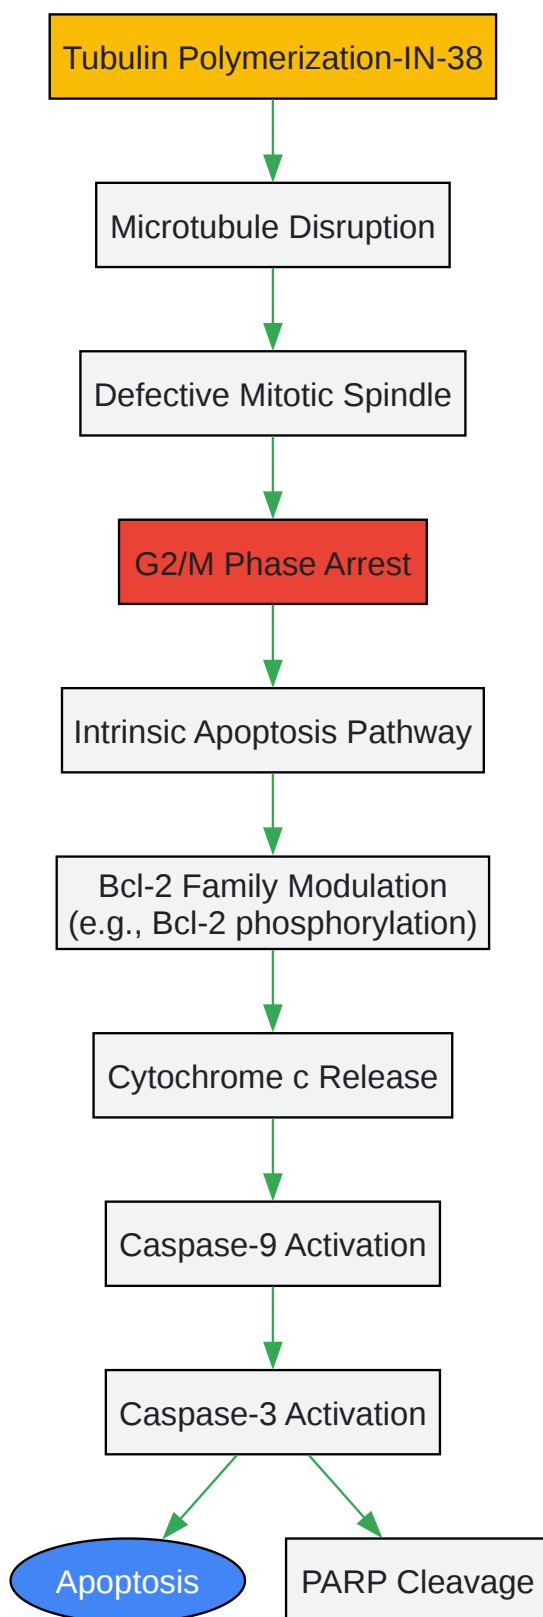 Tubulin Polymerization-IN-38
Microtubule Disruption
Defective Mitotic Spindle
G2/M Phase Arrest
Intrinsic Apoptosis Pathway
Bcl-2 Family Modulation
(e.g., Bcl-2 phosphorylation)
Cytochrome c Release
Caspase-9 Activation
Caspase-3 Activation
Apoptosis
PARP Cleavage